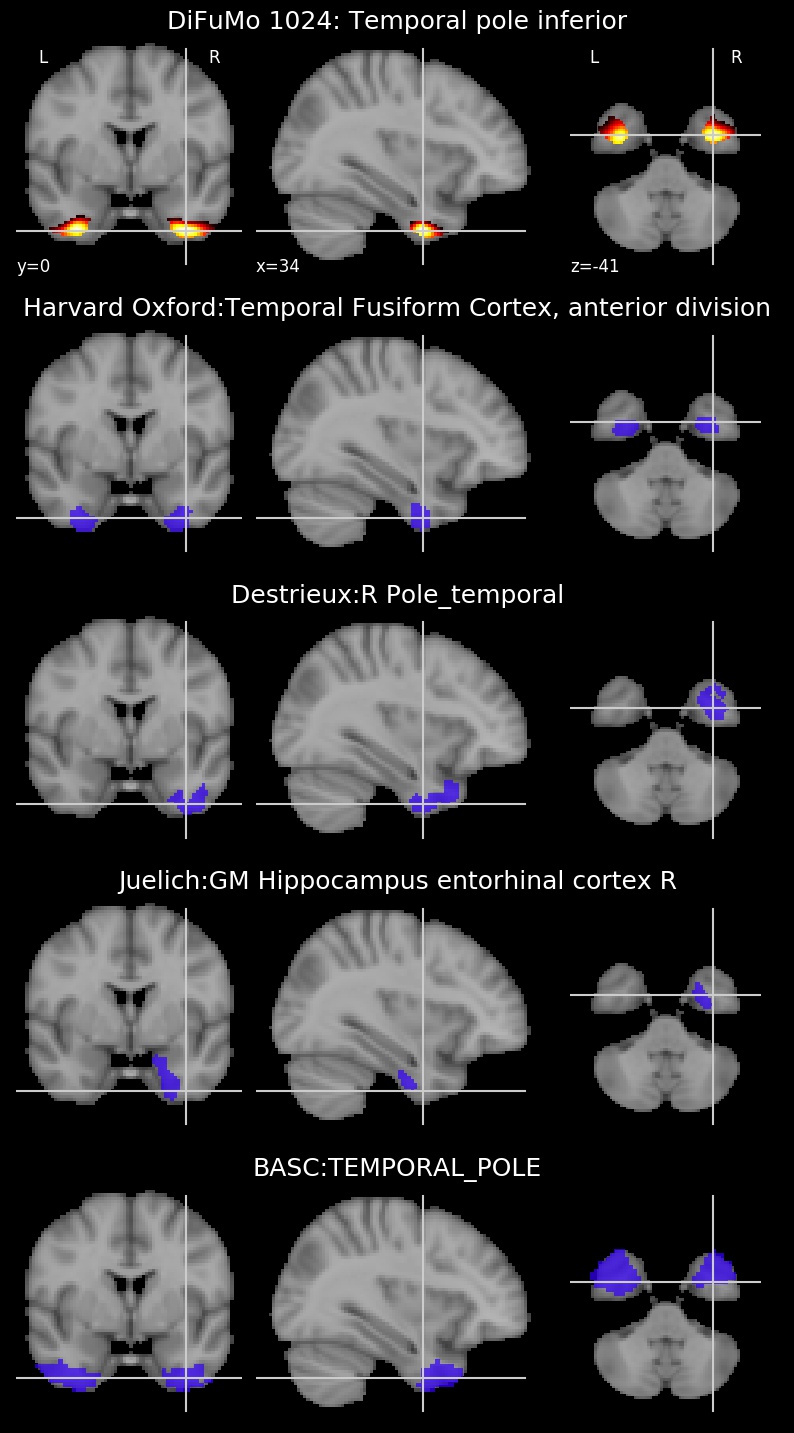 DiFuMo 1024: Temporal pole inferior
L R L R
y=0 x=34 z=-41
Harvard Oxford:Temporal Fusiform Cortex, anterior division
Destrieux:R Pole_temporal
Juelich:GM Hippocampus entorhinal cortex R
BASC:TEMPORAL_POLE